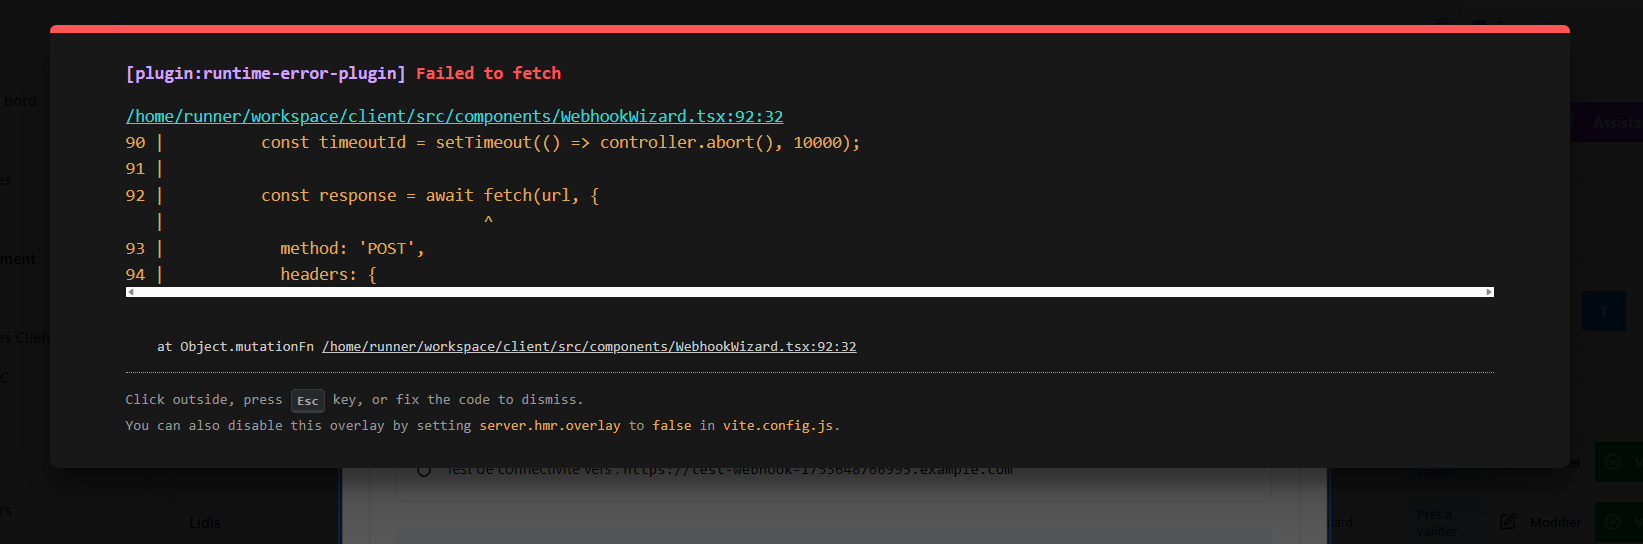 [plugin:runtime-error-plugin] Failed to fetch
bord
/home/runner/workspace/client/src/components/WebhookWizard.tsx:92:32
Assista
90 |          const timeoutId = setTimeout(() => controller.abort(), 10000);
91 |
es
92 |          const response = await fetch(url, {
   |                                 ^
93 |            method: 'POST',
ment
94 |            headers: {
1
es Clien
at Object.mutationFn /home/runner/workspace/client/src/components/WebhookWizard.tsx:92:32
C
Click outside, press Esc key, or fix the code to dismiss.
You can also disable this overlay by setting server.hmr.overlay to false in vite.config.js.
Test de connectivité vers : https://test-webhook-1753648766995.example.com
er
valider
rs
Lidis
uard
Prêt à
valider
Modifier